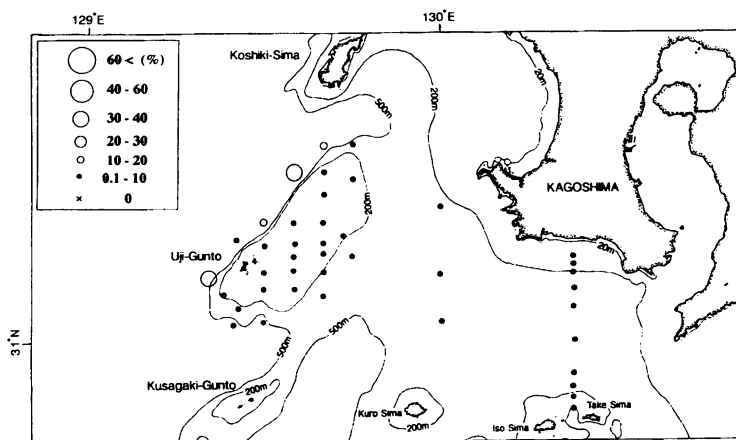 129°E
130°E
60 < (%)
40 - 60
30 - 40
20 - 30
10 - 20
0.1 - 10
0
Koshiki-Sima
500m
200m
20m
KAGOSHIMA
200m
Uji-Gunto
20m
31°N
500m
500m
Kusagaki-Gunto
200m
Kuro Sima
200m
Take Sima
Iso Sima